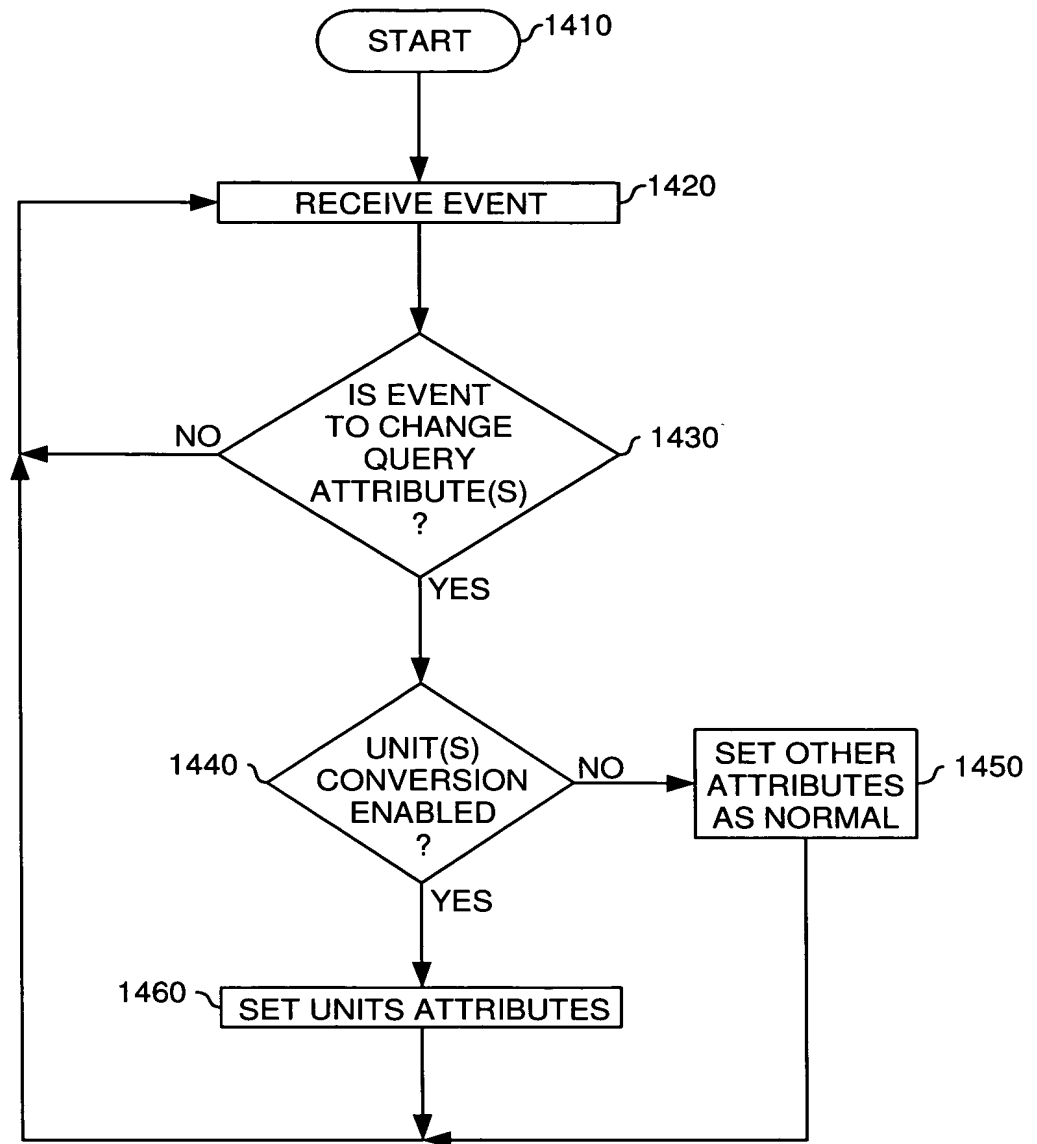 START
1410
RECEIVE EVENT
1420
IS EVENT
TO CHANGE
QUERY
ATTRIBUTE(S)
?
1430
NO
YES
1440
UNIT(S)
CONVERSION
ENABLED
?
NO
SET OTHER
ATTRIBUTES
AS NORMAL
1450
YES
1460
SET UNITS ATTRIBUTES